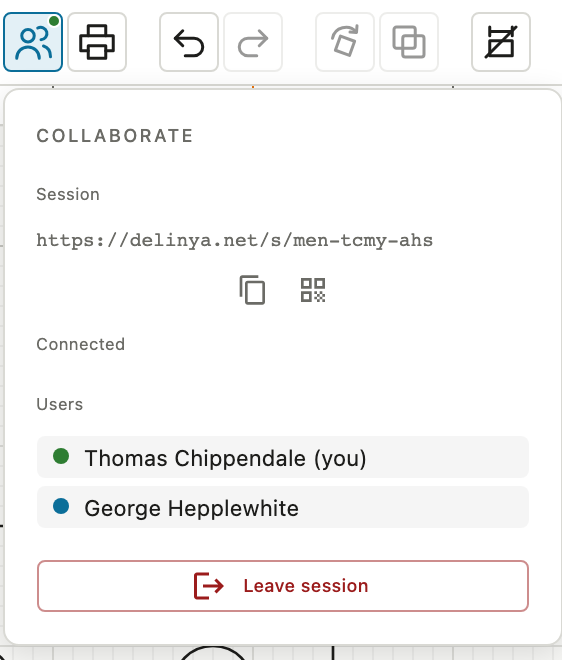 COLLABORATE
Session
https://delinya.net/s/men-tcmy-ahs
Connected
Users
Thomas Chippendale (you)
George Hepplewhite
Leave session